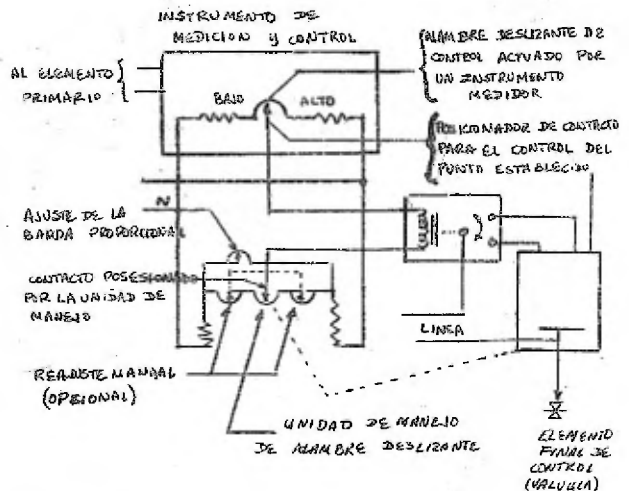 INSTRUMENTO DE
MEDICION y CONTROL
AL ELEMENTO
PRIMARIO
BAJO
ALTO
ALAMBRE DESLIZANTE DE
CONTROL ACTUADO POR
UN INSTRUMENTO
MEDIDOR
POSICIONADOR DE CONTACTO
PARA EL CONTROL DEL
PUNTO ESTABLECIDO
N
AJUSTE DE LA
BANDA PROPORCIONAL
CONTACTO POSESIONADO
POR LA UNIDAD DE
MANEJO
LINEA
REAJUSTE MANUAL
(OPCIONAL)
UNIDAD DE MANEJO
DE ALAMBRE DESLIZANTE
ELEMENTO
FINAL DE
CONTROL
(VALVULA)